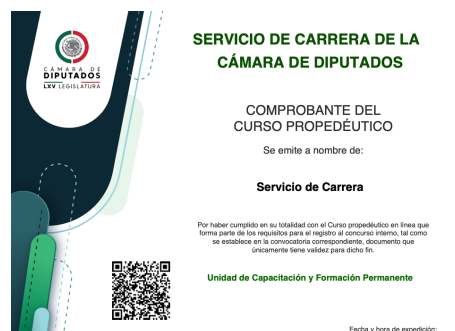 SERVICIO DE CARRERA DE LA
CÁMARA DE DIPUTADOS
CÁMARA DE
DIPUTADOS
LXV LEGISLATURA
COMPROBANTE DEL
CURSO PROPEDÉUTICO
Se emite a nombre de:
Servicio de Carrera
Por haber cumplido en su totalidad con el Curso propedéutico en línea que
forma parte de los requisitos para el registro al concurso interno, tal como
se establece en la convocatoria correspondiente, documento que
únicamente tiene validez para dicho fin.
Unidad de Capacitación y Formación Permanente
Fecha y hora de expedición: